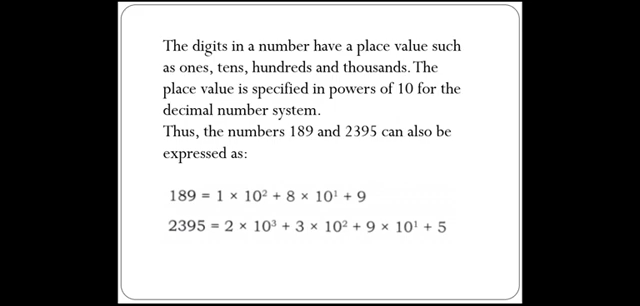 The digits in a number have a place value such
as ones, tens, hundreds and thousands. The
place value is specified in powers of 10 for the
decimal number system.
Thus, the numbers 189 and 2395 can also be
expressed as:
189 = 1 × 10² + 8 × 10¹ + 9
2395 = 2 × 10³ + 3 × 10² + 9 × 10¹ + 5